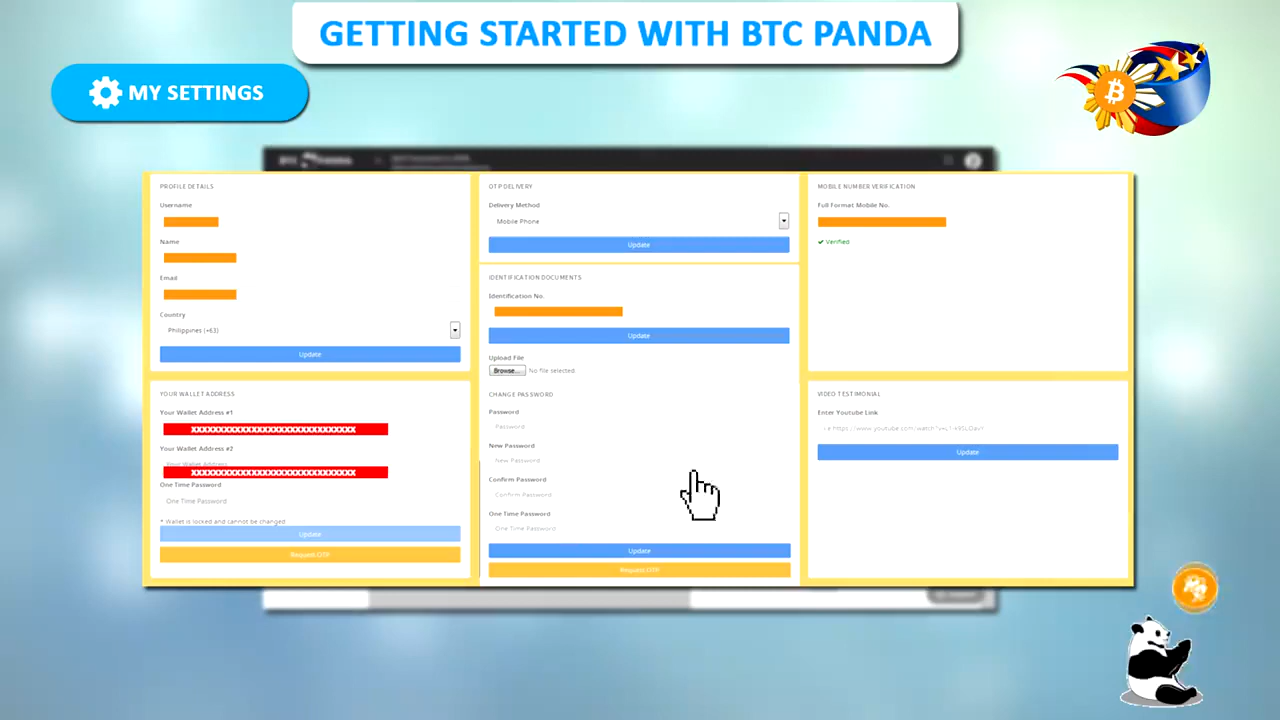 GETTING STARTED WITH BTC PANDA
MY SETTINGS
BTC PANDA
PROFILE DETAILS
Username
Name
Email
Country
Philippines (+63)
Update
YOUR WALLET ADDRESS
Your Wallet Address #1
Your Wallet Address #2
Your Wallet Address
One Time Password
One Time Password
* Wallet is locked and cannot be changed
Update
Request OTP
OTP DELIVERY
Delivery Method
Mobile Phone
Update
IDENTIFICATION DOCUMENTS
Identification No.
Update
Upload File
Browse... No file selected.
CHANGE PASSWORD
Password
Password
New Password
New Password
Confirm Password
Confirm Password
One Time Password
One Time Password
Update
Request OTP
MOBILE NUMBER VERIFICATION
Full Format Mobile No.
Verified
VIDEO TESTIMONIAL
Enter Youtube Link
Update